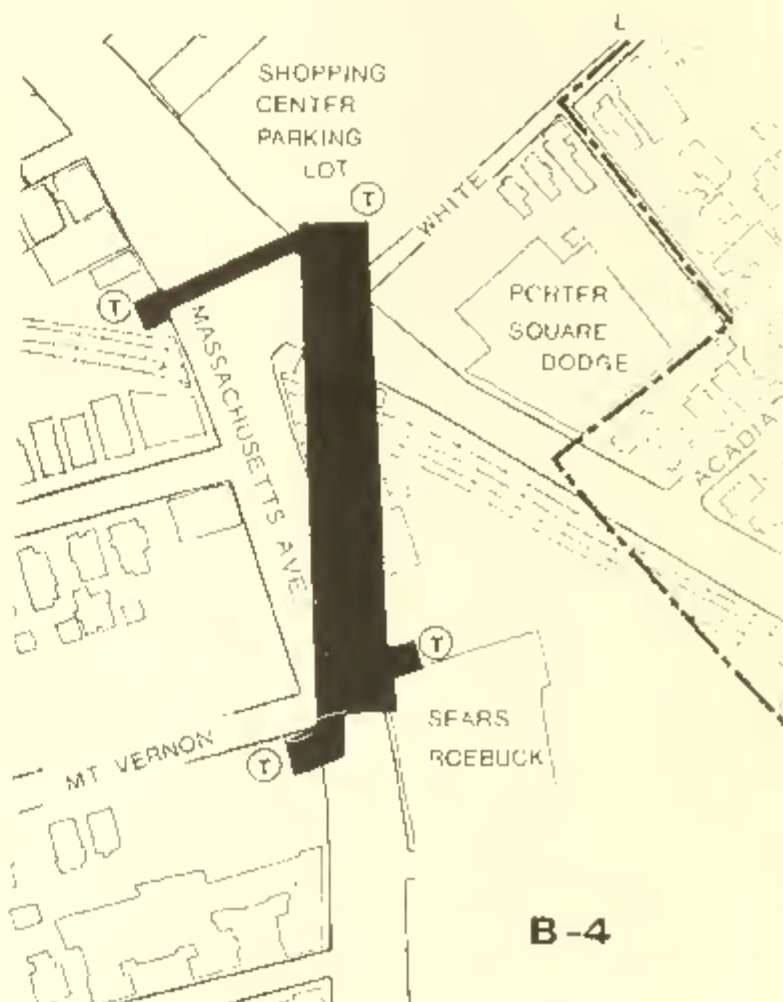 SHOPPING
CENTER
PARKING
LOT
T
WHITE
T
MASSACHUSETTS AVE
PORTER
SQUARE
DODGE
ACADIA
T
SEARS
ROEBUCK
MT VERNON
T
B-4